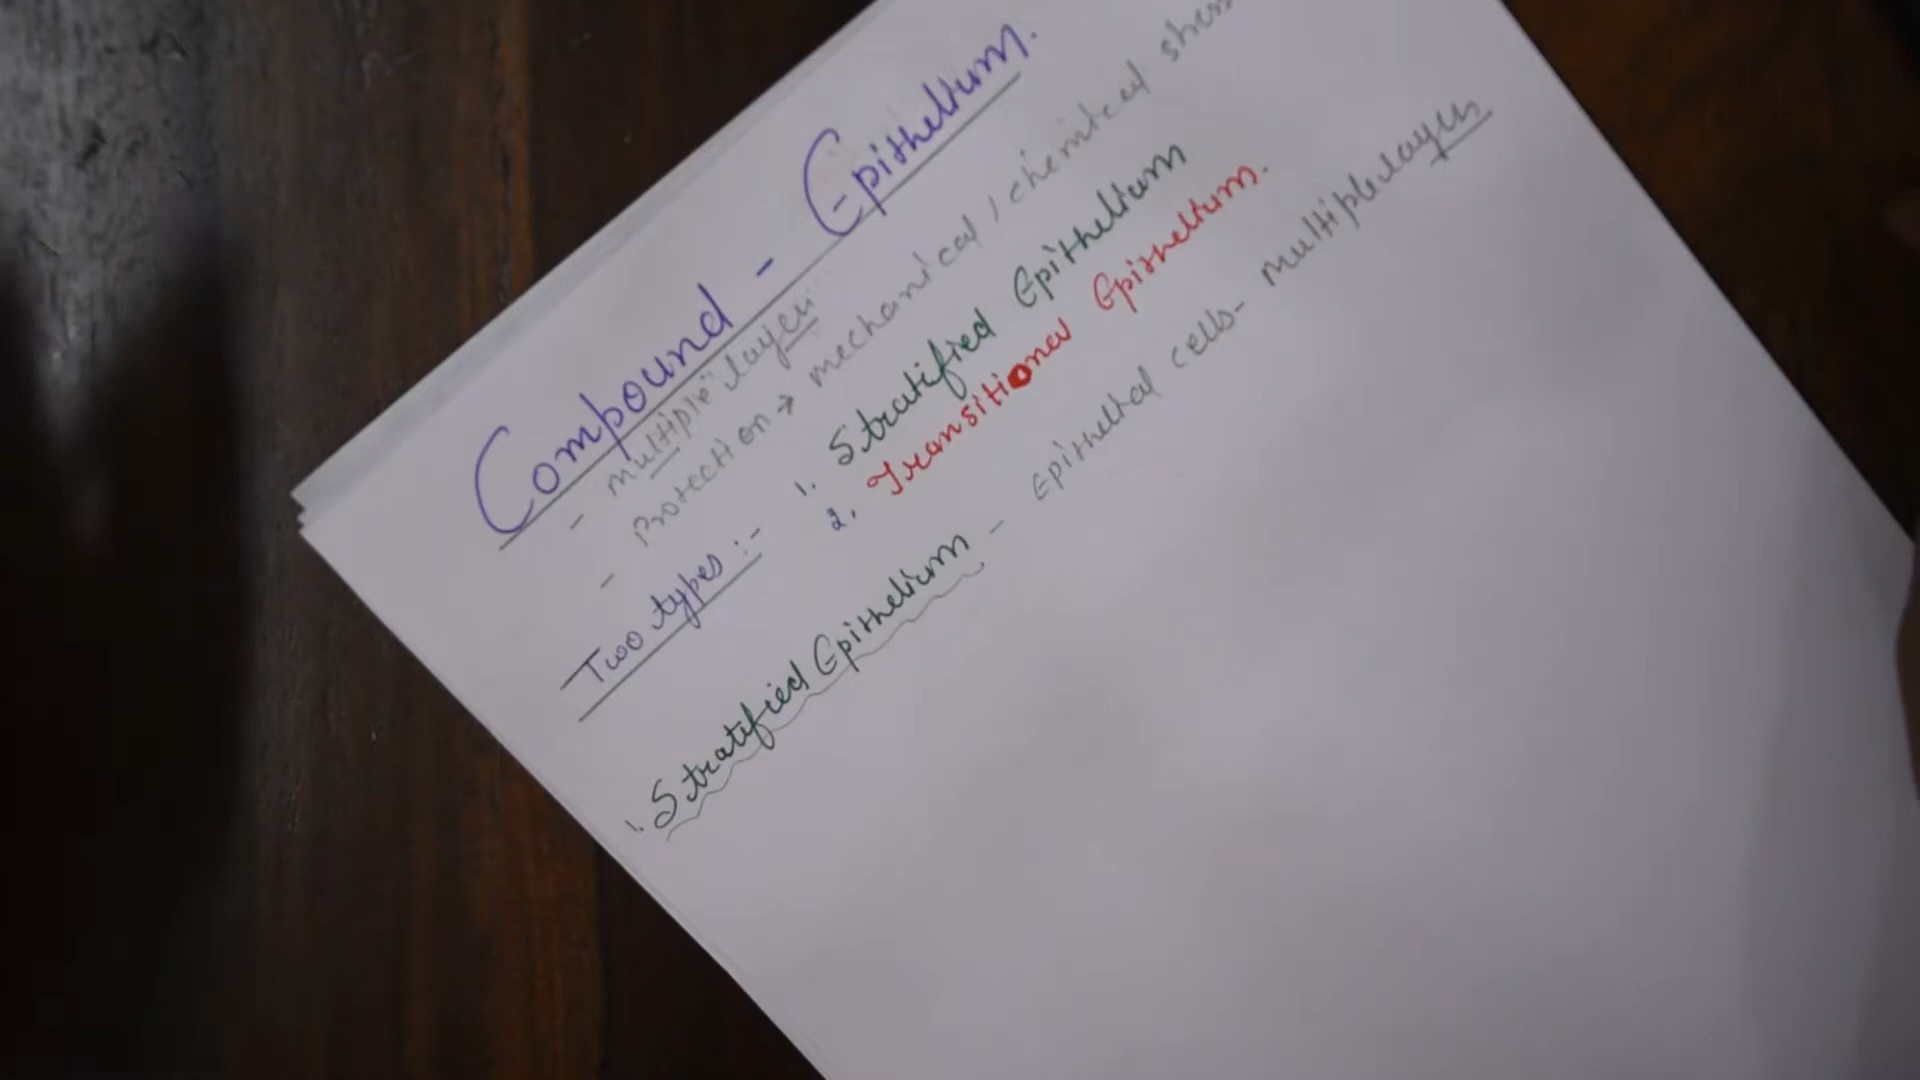 Compound - Epithelium.
- multiple "layers"
- Protection → mechanical / chemical stress
Two types :- 1. Stratified Epithelium
2. Transitional Epithelium.
1. Stratified Epithelium - Epithelial cells - multiple layers